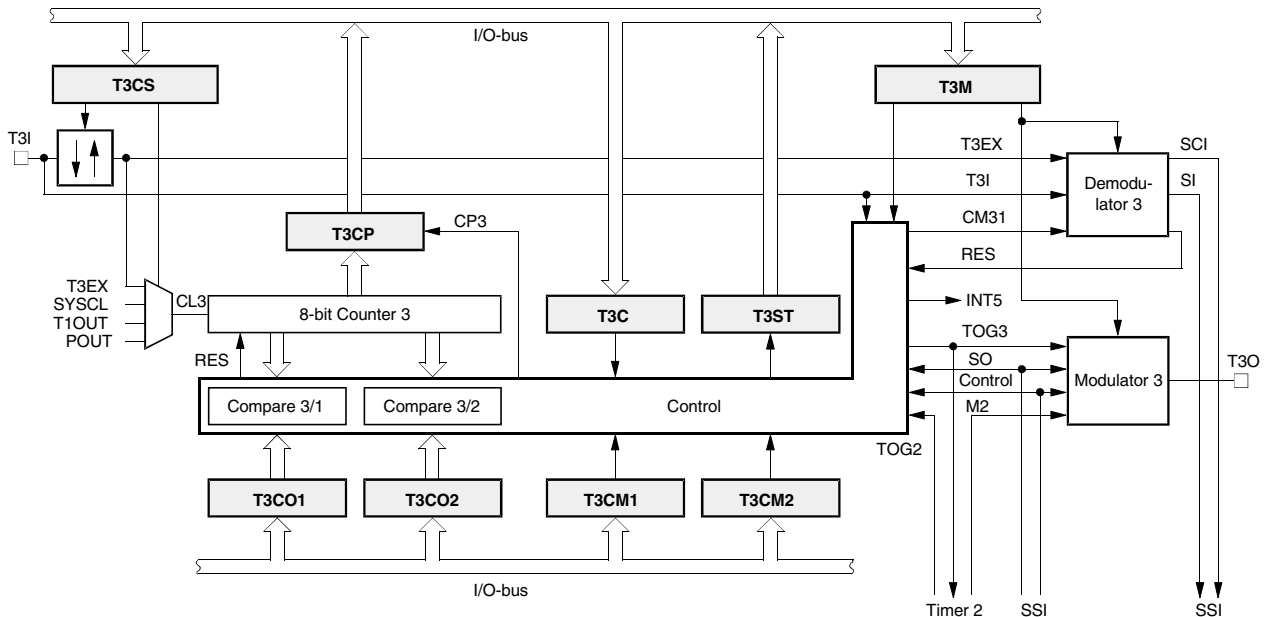 I/O-bus
T3CS
T3M
T3I
T3EX
SCI
T3I
SI
Demodu-
lator 3
T3CP
CP3
CM31
RES
T3EX
SYSCL
T1OUT
POUT
CL3
8-bit Counter 3
T3C
T3ST
INT5
RES
TOG3
SO
Control
M2
Modulator 3
T3O
Compare 3/1
Compare 3/2
Control
TOG2
T3CO1
T3CO2
T3CM1
T3CM2
I/O-bus
Timer 2
SSI
SSI